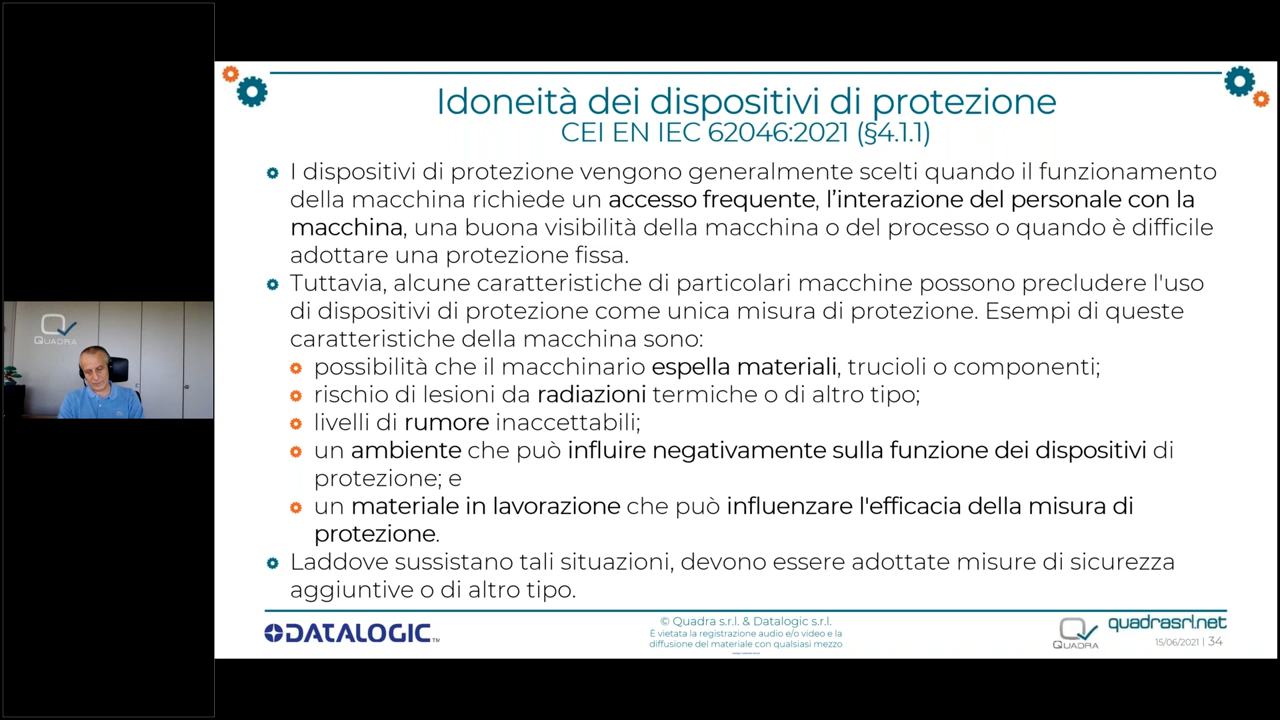 Idoneità dei dispositivi di protezione
CEI EN IEC 62046:2021 (§4.1.1)
I dispositivi di protezione vengono generalmente scelti quando il funzionamento
della macchina richiede un accesso frequente, l’interazione del personale con la
macchina, una buona visibilità della macchina o del processo o quando è difficile
adottare una protezione fissa.
Tuttavia, alcune caratteristiche di particolari macchine possono precludere l'uso
di dispositivi di protezione come unica misura di protezione. Esempi di queste
caratteristiche della macchina sono:
possibilità che il macchinario espella materiali, trucioli o componenti;
rischio di lesioni da radiazioni termiche o di altro tipo;
livelli di rumore inaccettabili;
un ambiente che può influire negativamente sulla funzione dei dispositivi di
protezione; e
un materiale in lavorazione che può influenzare l'efficacia della misura di
protezione.
Laddove sussistano tali situazioni, devono essere adottate misure di sicurezza
aggiuntive o di altro tipo.
QUADRA
DATALOGIC™
© Quadra s.r.l. & Datalogic s.r.l.
È vietata la registrazione audio e/o video e la
diffusione del materiale con qualsiasi mezzo
QUADRA
quadrasrl.net
15/06/2021 | 34